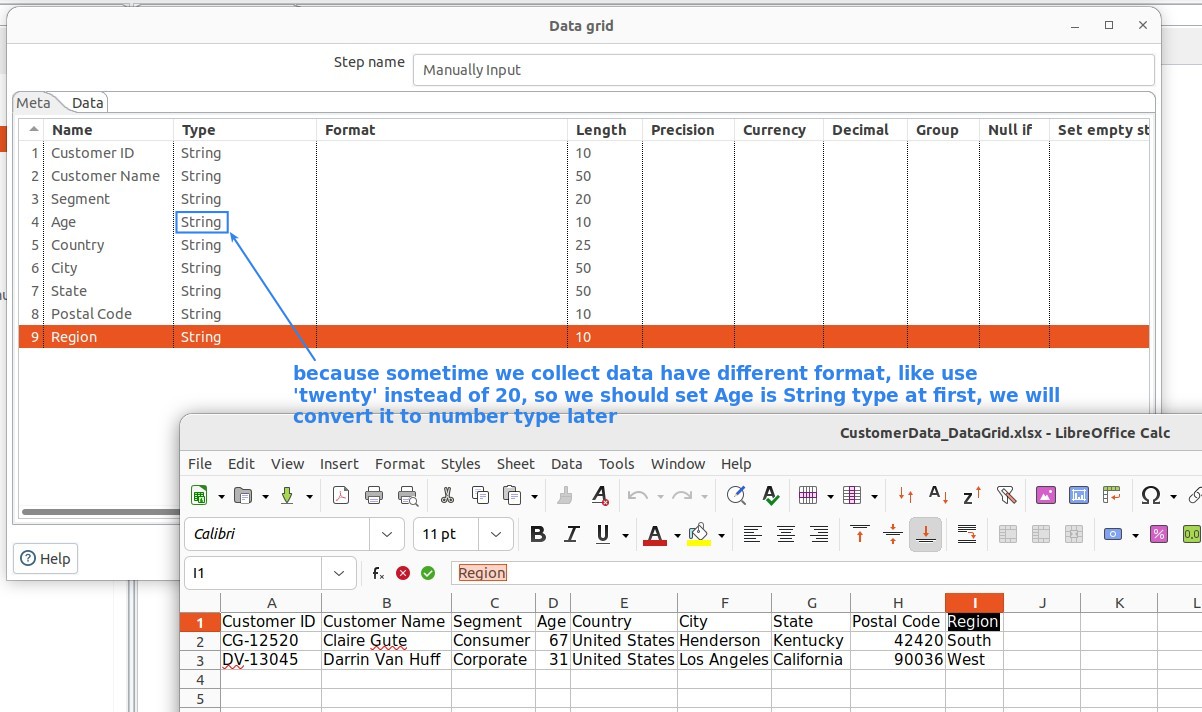 Data grid
Step name Manually Input
Meta Data
Name Type Format Length Precision Currency Decimal Group Null if Set empty st
1 Customer ID String 10
2 Customer Name String 50
3 Segment String 20
4 Age String 10
5 Country String 25
6 City String 50
7 State String 50
8 Postal Code String 10
9 Region String 10
because sometime we collect data have different format, like use
'twenty' instead of 20, so we should set Age is String type at first, we will
convert it to number type later
CustomerData_DataGrid.xlsx - LibreOffice Calc
File Edit View Insert Format Styles Sheet Data Tools Window Help
Calibri 11 pt B I U A
Help
I1 Region
A B C D E F G H I J K L
1 Customer ID Customer Name Segment Age Country City State Postal Code Region
2 CG-12520 Claire Gute Consumer 67 United States Henderson Kentucky 42420 South
3 DV-13045 Darrin Van Huff Corporate 31 United States Los Angeles California 90036 West
4
5